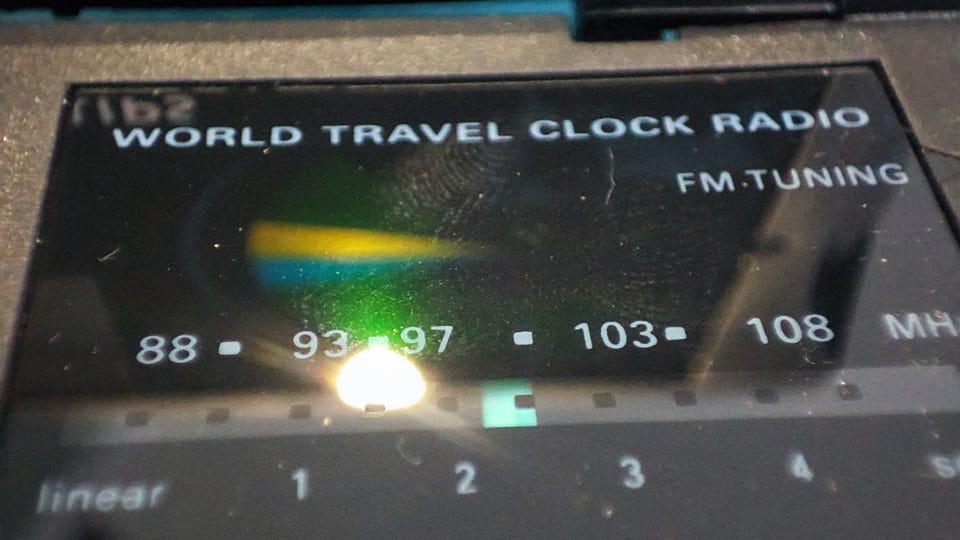 WORLD TRAVEL CLOCK RADIO
FM TUNING
88 93 97 103 108
linear 1 2 3 4